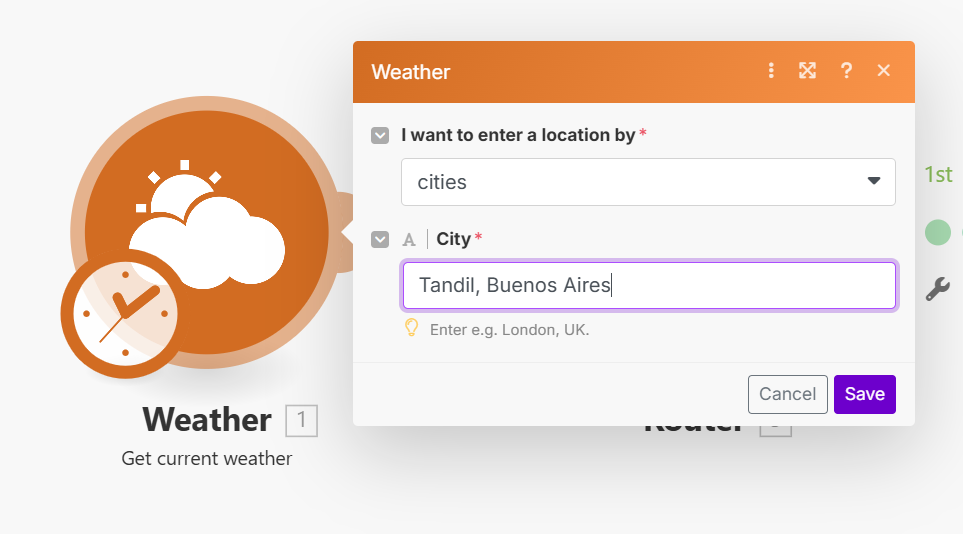 Weather
I want to enter a location by *
cities
A City *
Tandil, Buenos Aires
Enter e.g. London, UK.
Cancel Save
1st
Weather 1
Get current weather
Router